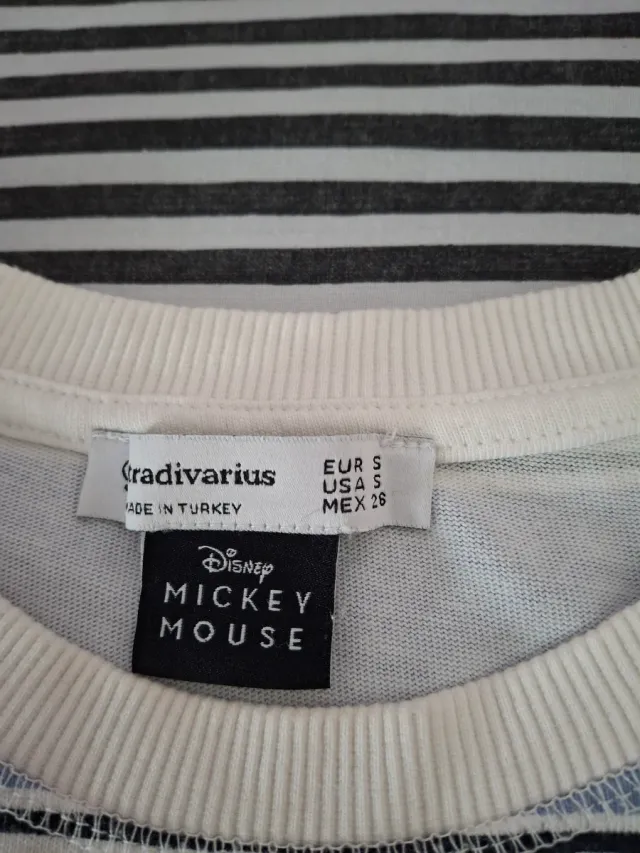 Stradivarius
MADE IN TURKEY
EUR S
USA S
MEX 26
Disney
MICKEY
MOUSE